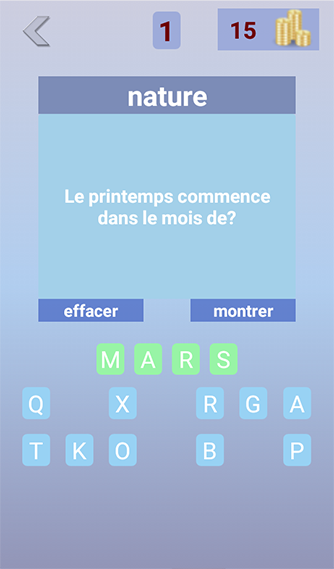 1 15
nature
Le printemps commence
dans le mois de?
effacer montrer
M A R S
Q X R G A
T K O B P